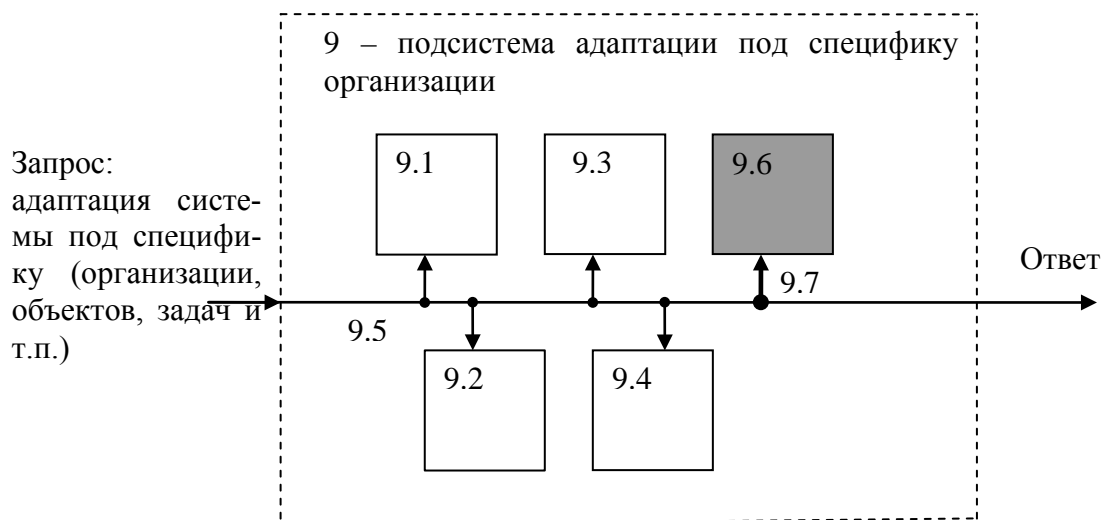 9 – подсистема адаптации под специфику
организации
9.1
9.3
9.6
Запрос:
адаптация систе-
мы под специфи-
ку (организации,
объектов, задач и
т.п.)
Ответ
9.7
9.5
9.2
9.4